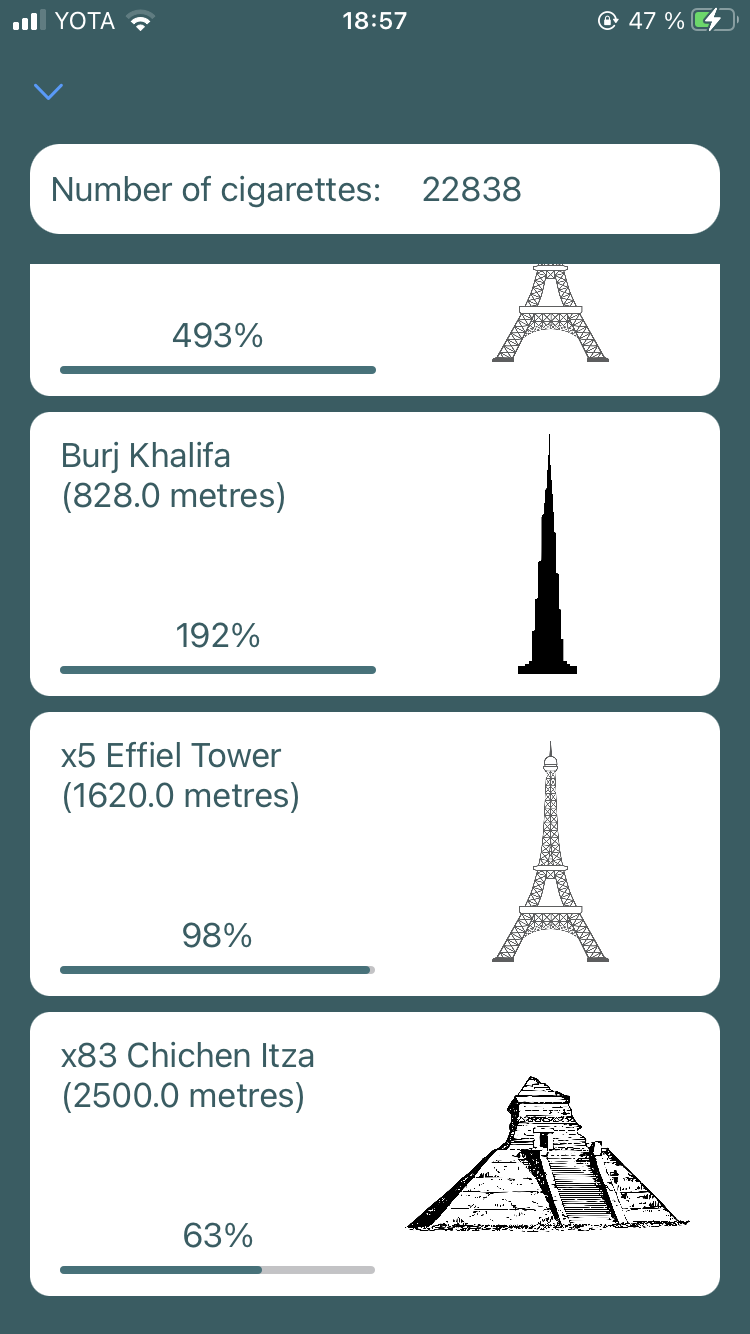 YOTA 18:57 47 %
Number of cigarettes: 22838
493%
Burj Khalifa
(828.0 metres)
192%
x5 Effiel Tower
(1620.0 metres)
98%
x83 Chichen Itza
(2500.0 metres)
63%